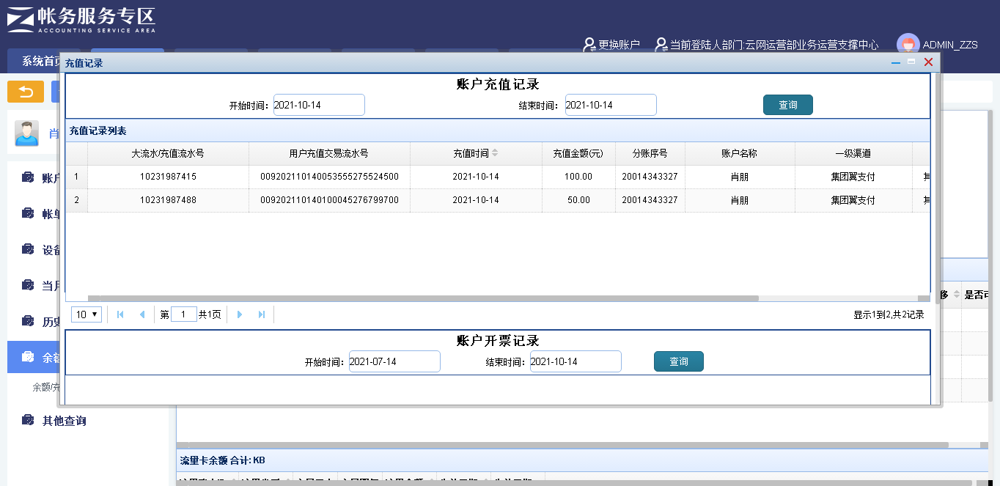 帐务服务专区
ACCOUNTING SERVICE AREA
更换账户 当前登陆人部门:云网运营部业务运营支撑中心 ADMIN_ZZS
系统首页
充值记录
账户充值记录
开始时间： 2021-10-14 结束时间： 2021-10-14 查询
充值记录列表
大流水/充值流水号 用户充值交易流水号 充值时间 充值金额(元) 分账序号 账户名称 一级渠道
1 10231987415 0092021101400535552755 24500 2021-10-14 100.00 20014343327 肖朋 集团翼支付 其
2 10231987488 0092021101401000452767 99700 2021-10-14 50.00 20014343327 肖朋 集团翼支付 其
10 第 1 共1页 显示1到2,共2记录
账户开票记录
开始时间： 2021-07-14 结束时间： 2021-10-14 查询
肖
账户
帐单
设备
当月
历史
余额
余额/充
其他查询
移 是否可
流里卡余额 合计: KB